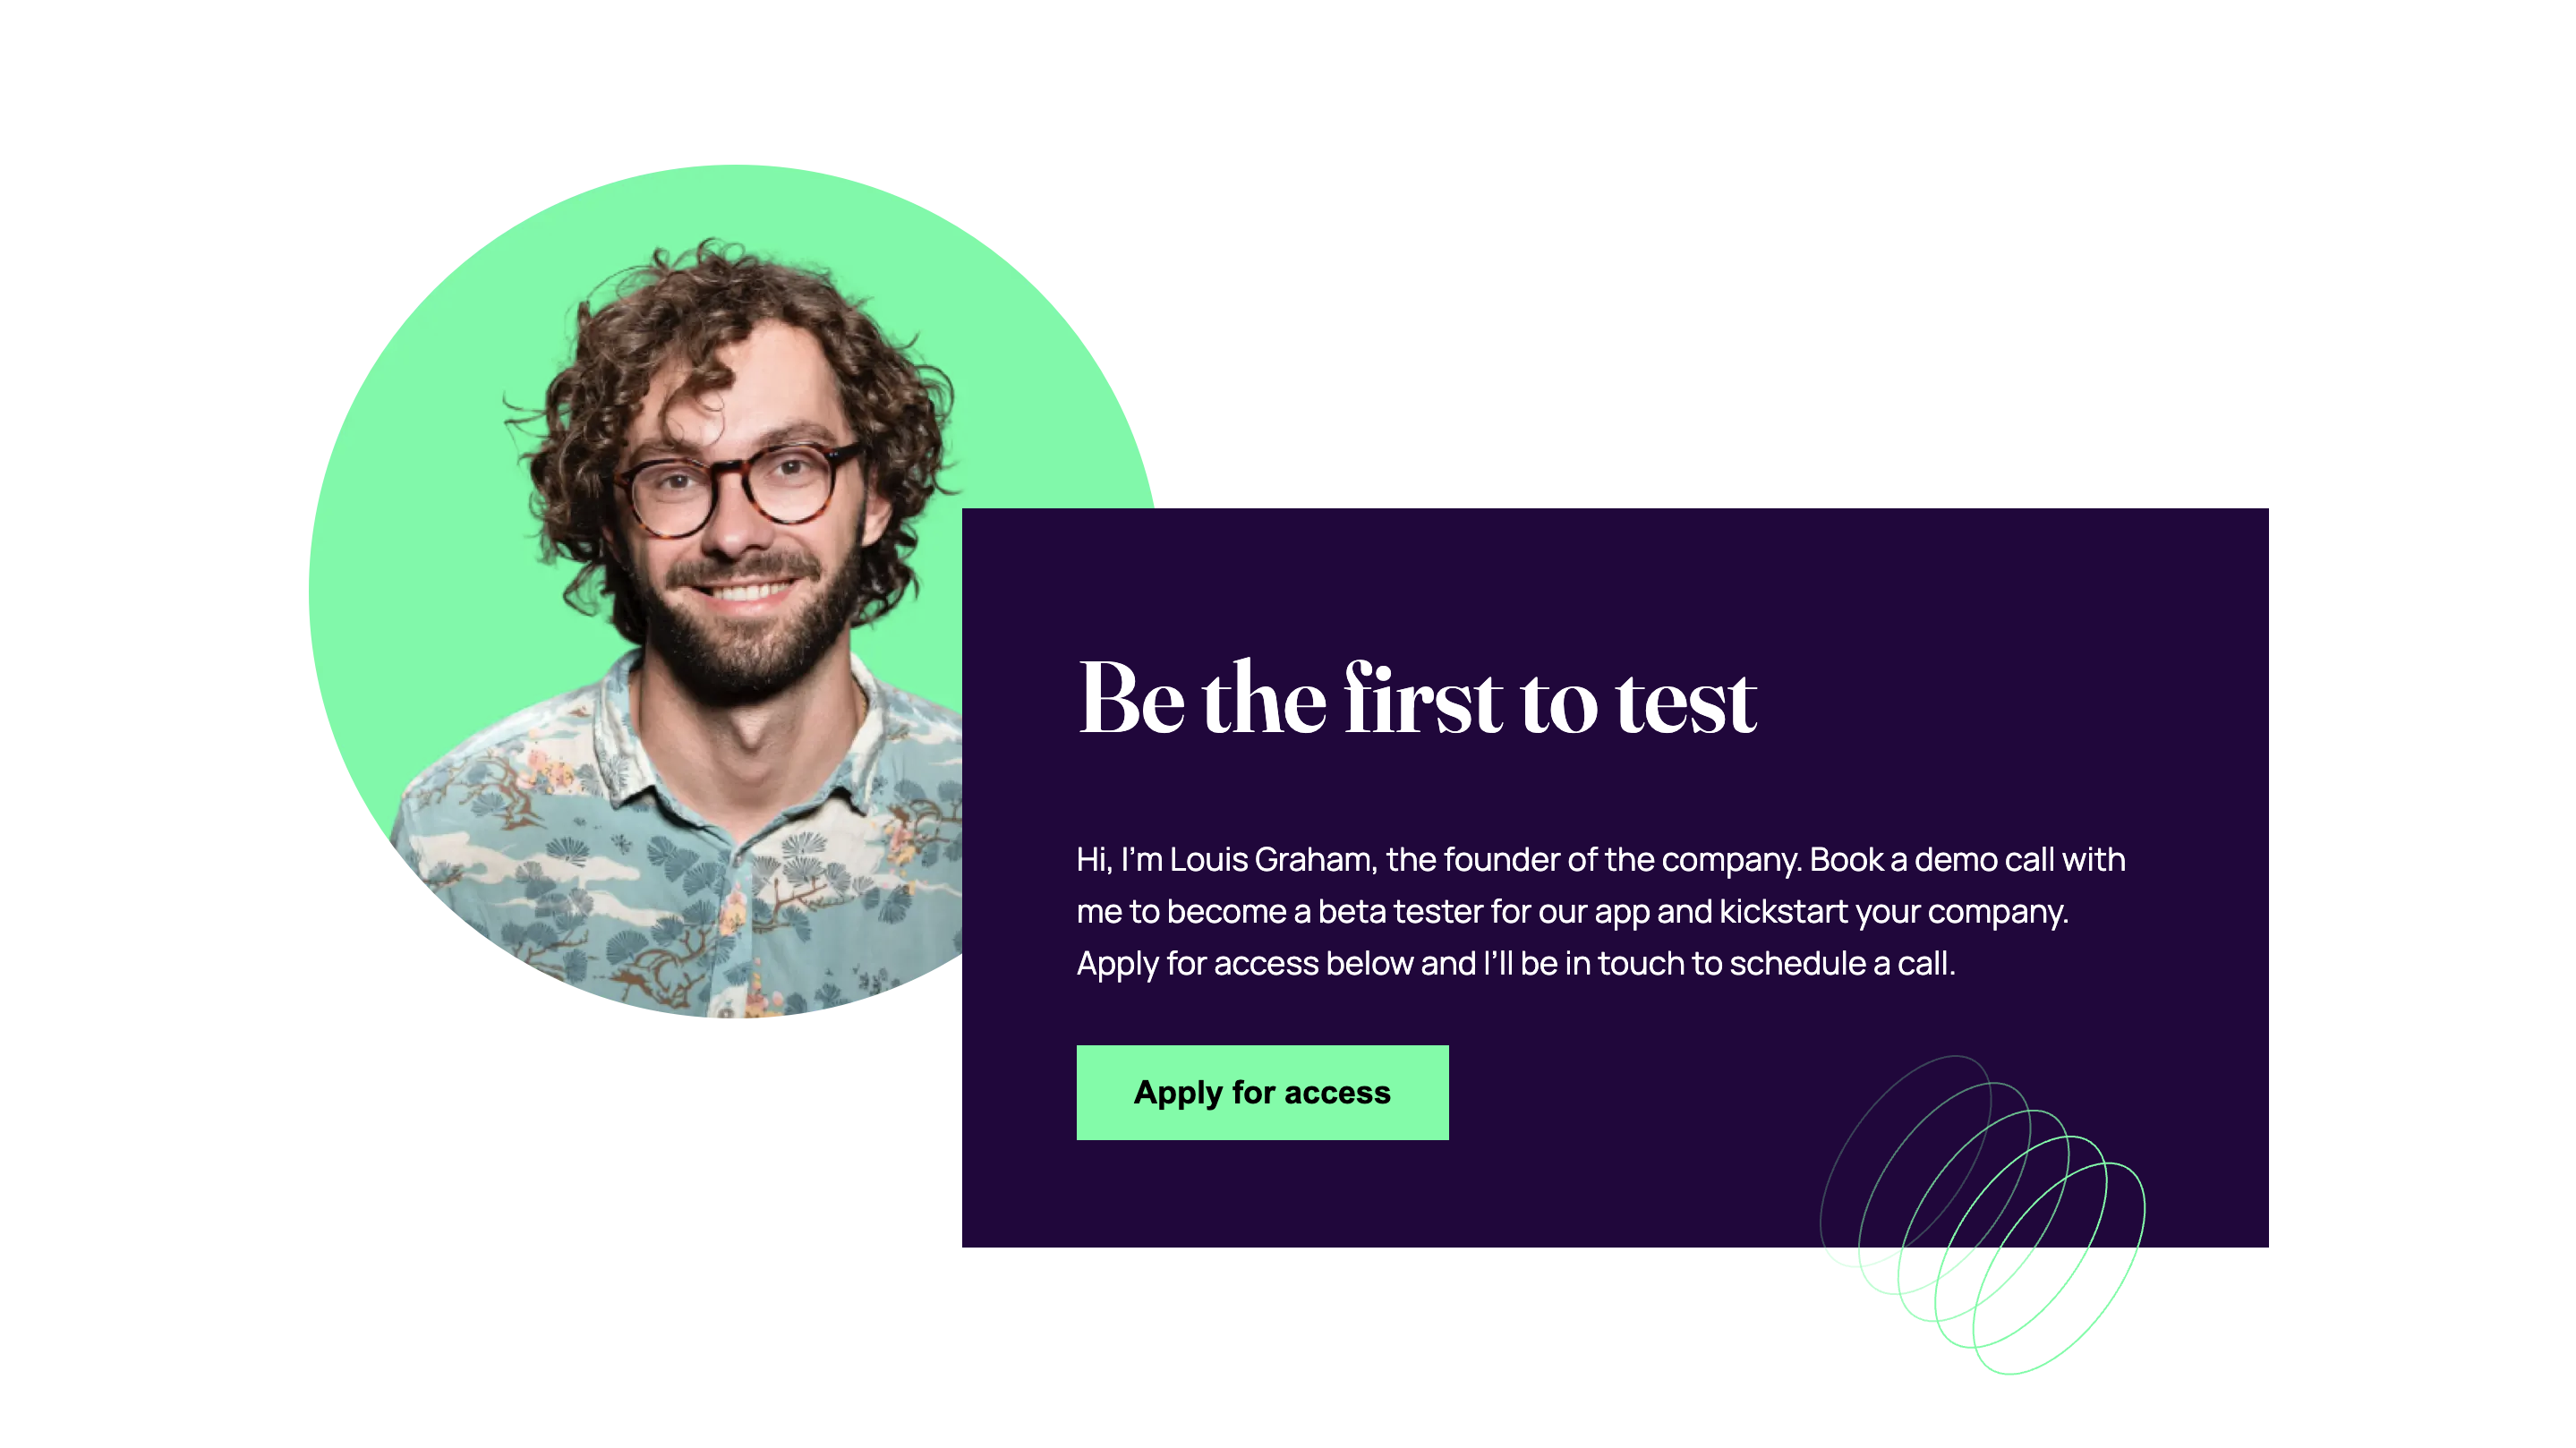 Be the first to test
Hi, I’m Louis Graham, the founder of the company. Book a demo call with
me to become a beta tester for our app and kickstart your company.
Apply for access below and I’ll be in touch to schedule a call.
Apply for access